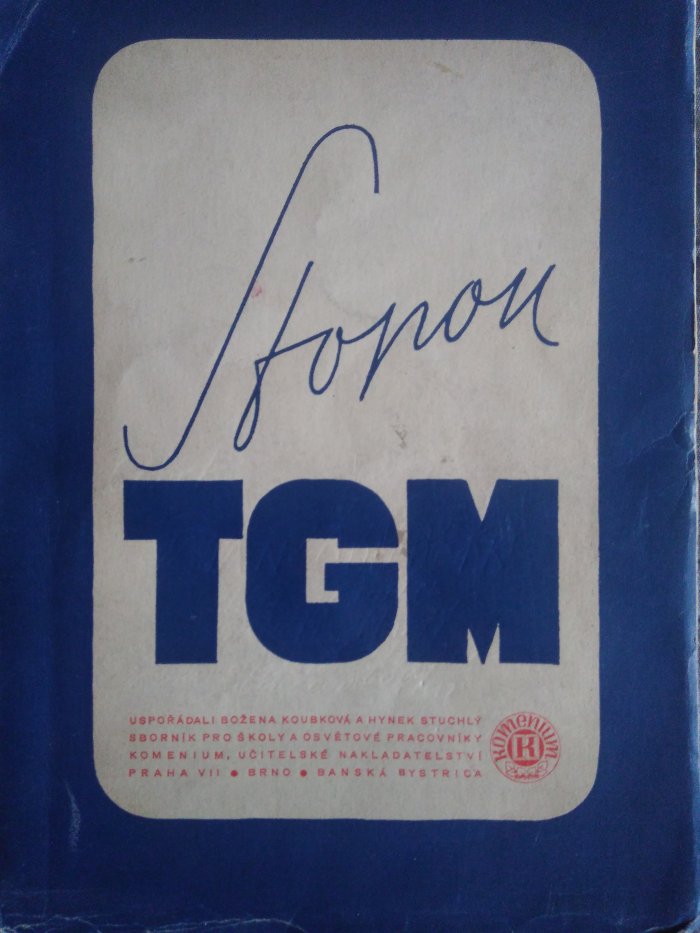 Stopou
TGM
USPOŘÁDALI BOŽENA KOUBKOVÁ A HYNEK STUCHLÝ
SBORNÍK PRO ŠKOLY A OSVĚTOVÉ PRACOVNÍKY
KOMENIUM, UČITELSKÉ NAKLADATELSTVÍ
PRAHA VII ● BRNO ● BANSKÁ BYSTRICA
komenium
K